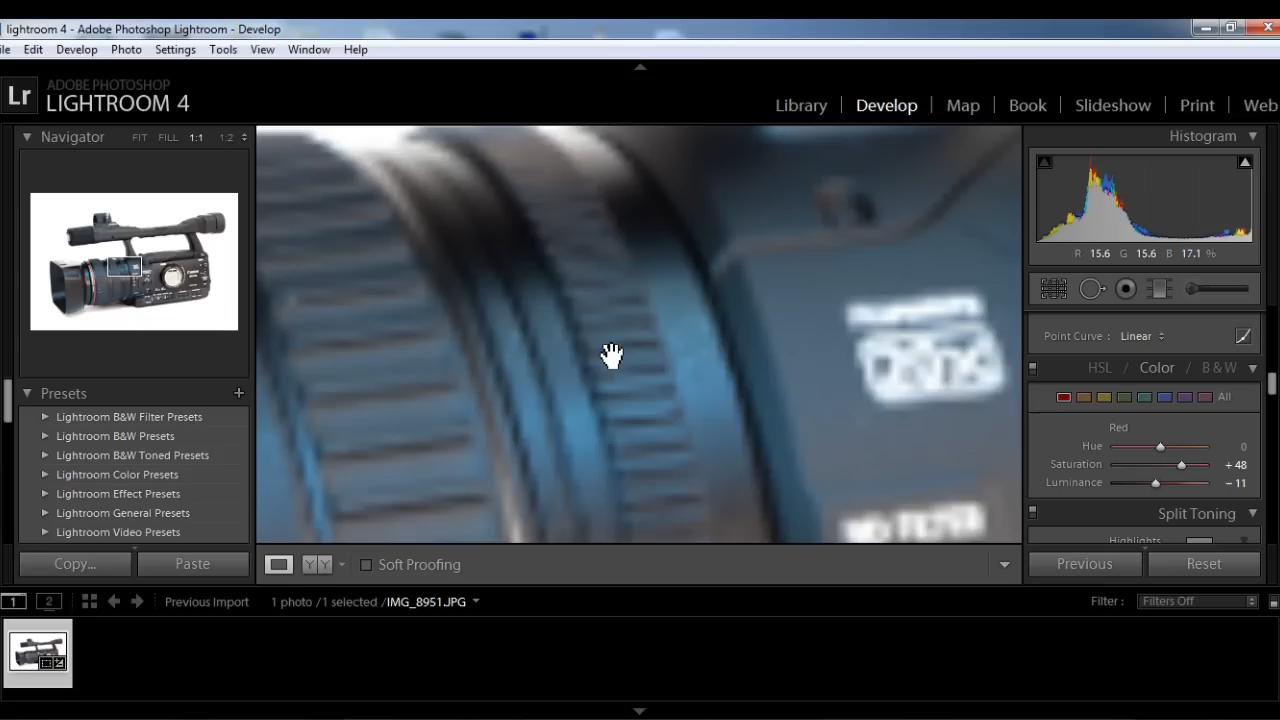 lightroom 4 - Adobe Photoshop Lightroom - Develop
ile Edit Develop Photo Settings Tools View Window Help
Lr ADOBE PHOTOSHOP
LIGHTROOM 4
Library Develop Map Book Slideshow Print Web
Navigator FIT FILL 1:1 1:2
Histogram
R 15.6 G 15.6 B 17.1 %
Point Curve : Linear
HSL Color B & W
All
Red
Hue 0
Saturation + 48
Luminance - 11
Split Toning
Highlights
Presets +
Lightroom B&W Filter Presets
Lightroom B&W Presets
Lightroom B&W Toned Presets
Lightroom Color Presets
Lightroom Effect Presets
Lightroom General Presets
Lightroom Video Presets
ND FILTER
Copy... Paste
Y Y Soft Proofing
Previous Reset
1 2 Previous Import 1 photo /1 selected /IMG_8951.JPG
Filter : Filters Off